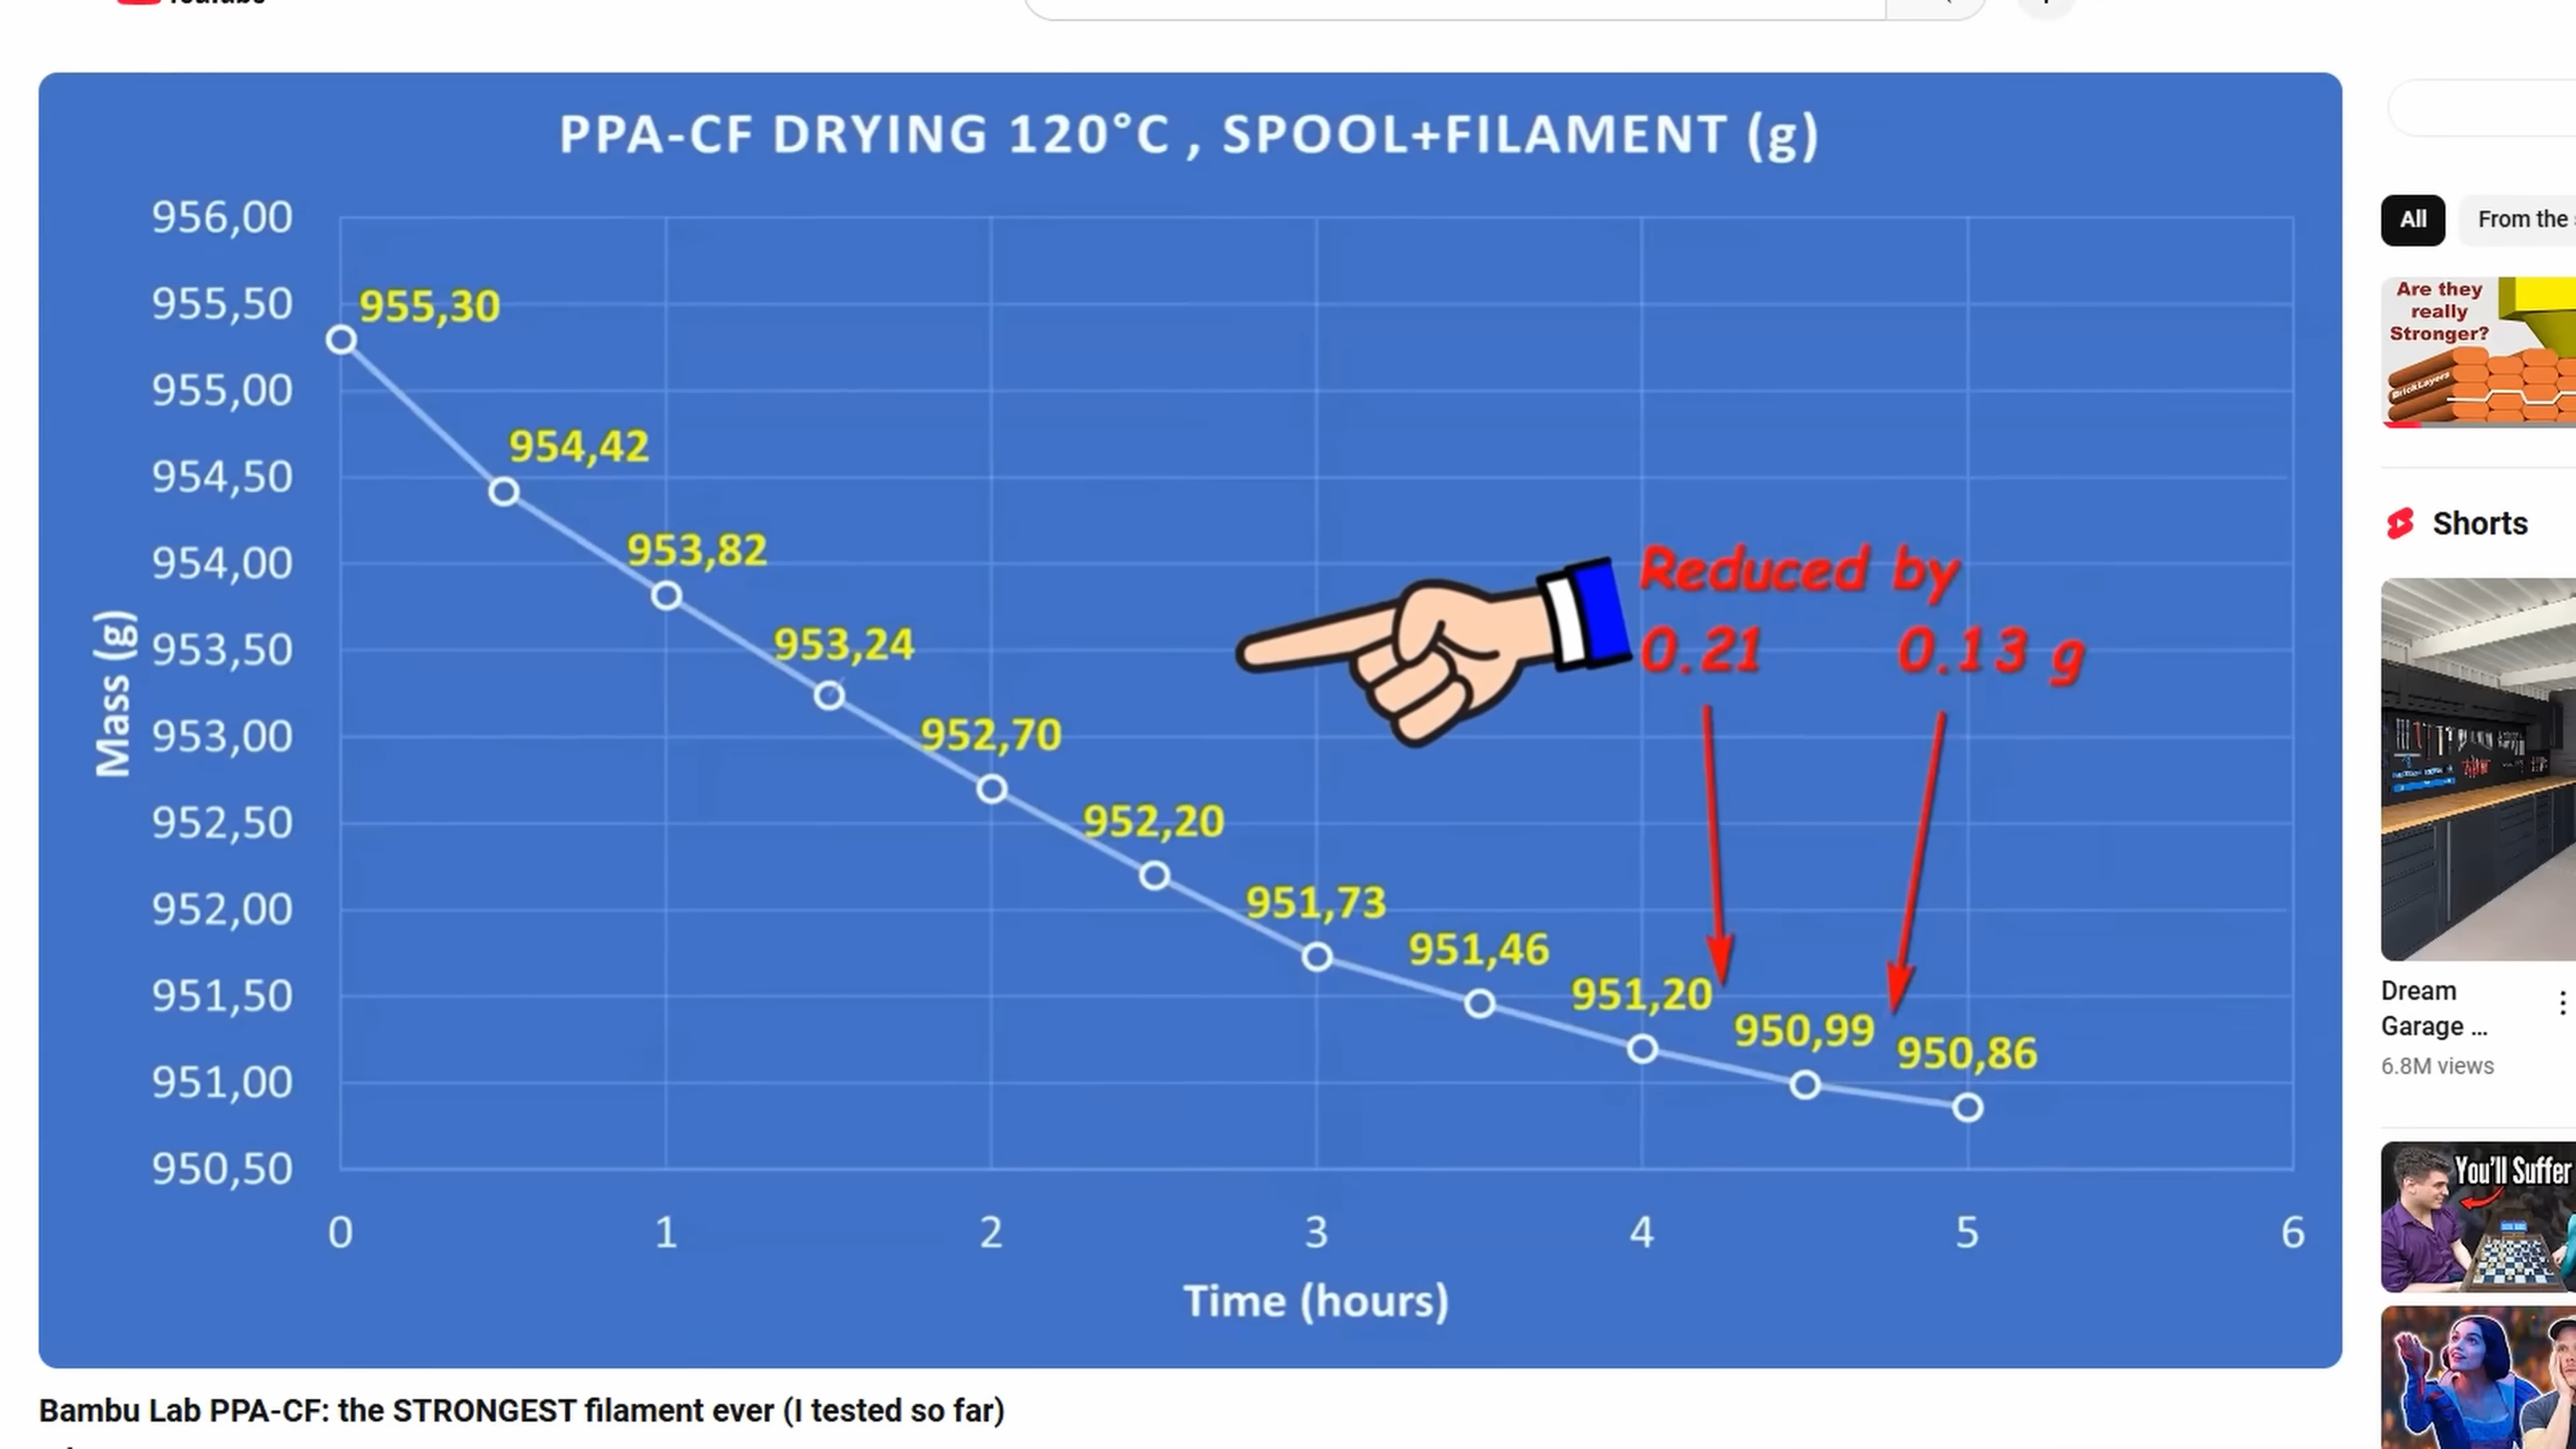 PPA-CF DRYING 120°C , SPOOL+FILAMENT (g)
956,00
955,50
955,00
954,50
954,00
953,50
953,00
952,50
952,00
951,50
951,00
950,50
Mass (g)
955,30
954,42
953,82
953,24
952,70
952,20
951,73
951,46
951,20
950,99
950,86
Reduced by
0.21 0.13 g
0 1 2 3 4 5 6
Time (hours)
Bambu Lab PPA-CF: the STRONGEST filament ever (I tested so far)
All
From the
Are they
really
Stronger?
BrickLayers
Shorts
Dream
Garage ...
6.8M views
You'll Suffer